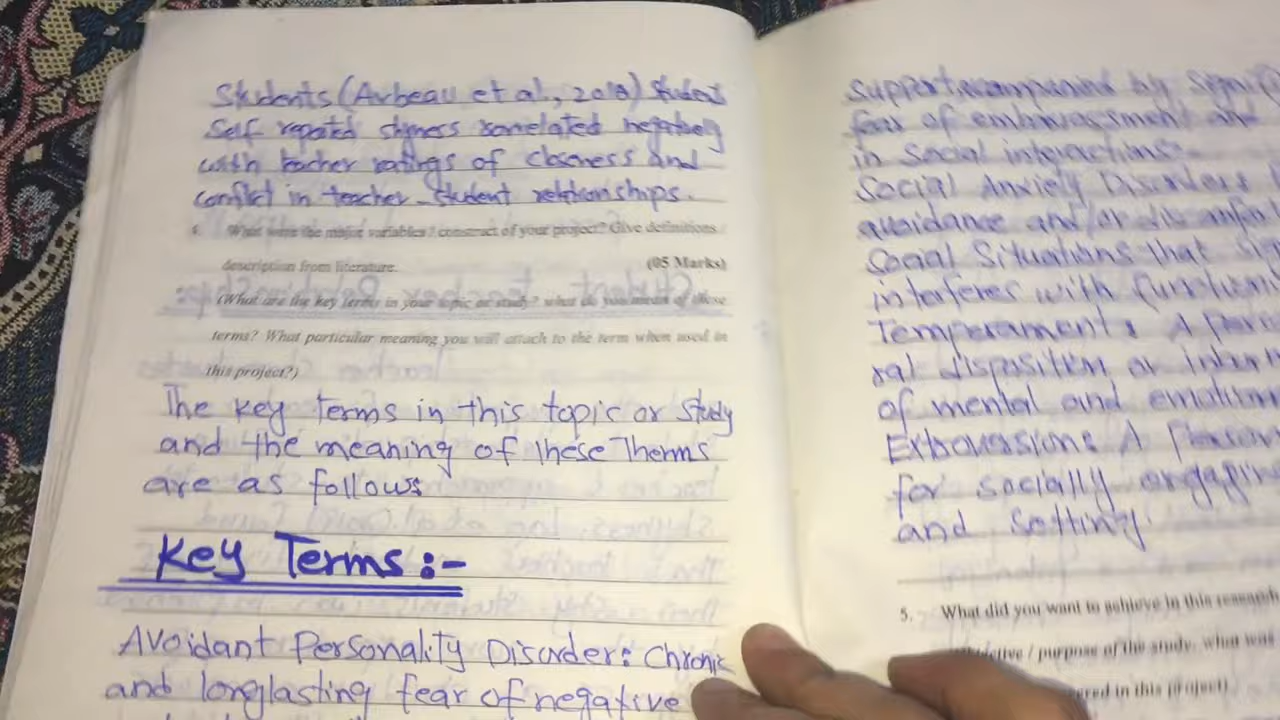 Students (Arbeau et al, 2010) Student
Self reported shyness correlated negatively
with teacher ratings of closeness and
conflict in teacher-student relationships.
4. What were the major variables / construct of your project? Give definitions
description from literature. (05 Marks)
(What are the key terms in your topic or study? what do you mean of these
terms? What particular meaning you will attach to the term when used in
this project?)
The Key Terms in this topic or Study
and the meaning of these Therms
are as follows
Key Terms:-
Avoidant Personality Disorder: Chronic
and longlasting fear of negative
Support, accompanied by
fear of embarrassment and
in Social interactions.
Social Anxiety Disorders
avoidance and/or
Social Situations that
interferes with
Temperament: A
disposition or
of mental and
A
for socially
and Setting.
5. What did you want to achieve in this research
/ purpose of the study, what was
in this project)